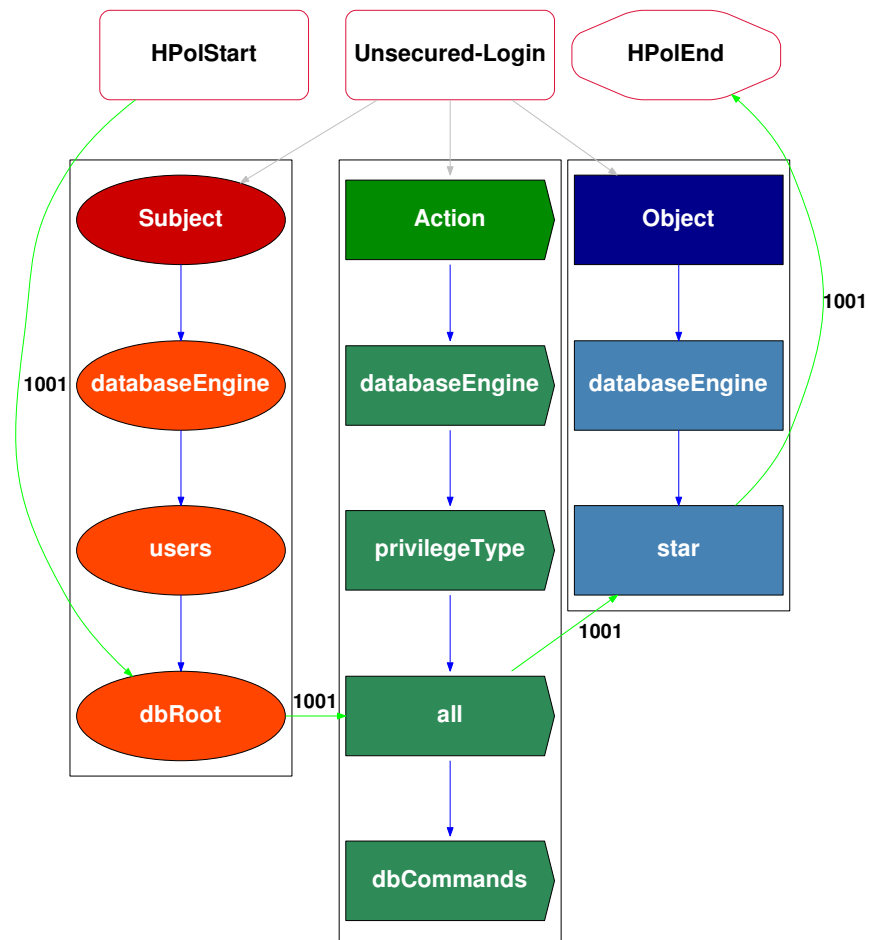 HPolStart
Unsecured-Login
HPolEnd
Subject
Action
Object
1001
1001
databaseEngine
databaseEngine
databaseEngine
users
privilegeType
star
1001
1001
dbRoot
all
dbCommands